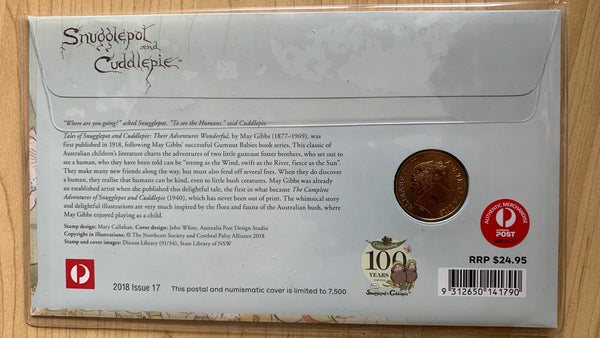 Snugglepot
and
Cuddlepie
"Where are you going?" asked Snugglepot. "To see the Humans," said Cuddlepie.
Tales of Snugglepot and Cuddlepie: Their Adventures Wonderful, by May Gibbs (1877–1969), was
first published in 1918, following May Gibbs' successful Gumnut Babies book series. This classic of
Australian children's literature charts the adventures of two little gumnut foster brothers, who set out to
see a human, who they have been told can be "strong as the Wind, swift as the River, fierce as the Sun".
They make many new friends along the way, but must also fend off several foes. When they do discover
a human, they realise that humans can be kind, even to little bush creatures. May Gibbs was already
an established artist when she published this delightful tale, the first in what became The Complete
Adventures of Snugglepot and Cuddlepie (1940), which has never been out of print. The whimsical story
and delightful illustrations are very much inspired by the flora and fauna of the Australian bush, where
May Gibbs enjoyed playing as a child.
Stamp design: Mary Callahan. Cover design: John White, Australia Post Design Studio
Copyright in illustrations: © The Northcott Society and Cerebral Palsy Alliance 2018
Stamp and cover images: Dixson Library (91/34), State Library of NSW
2018 Issue 17
This postal and numismatic cover is limited to 7,500
100
YEARS
Snugglepot & Cuddlepie
AUTHENTIC MERCHANDISE
POST
RRP $24.95
9 312650 141790